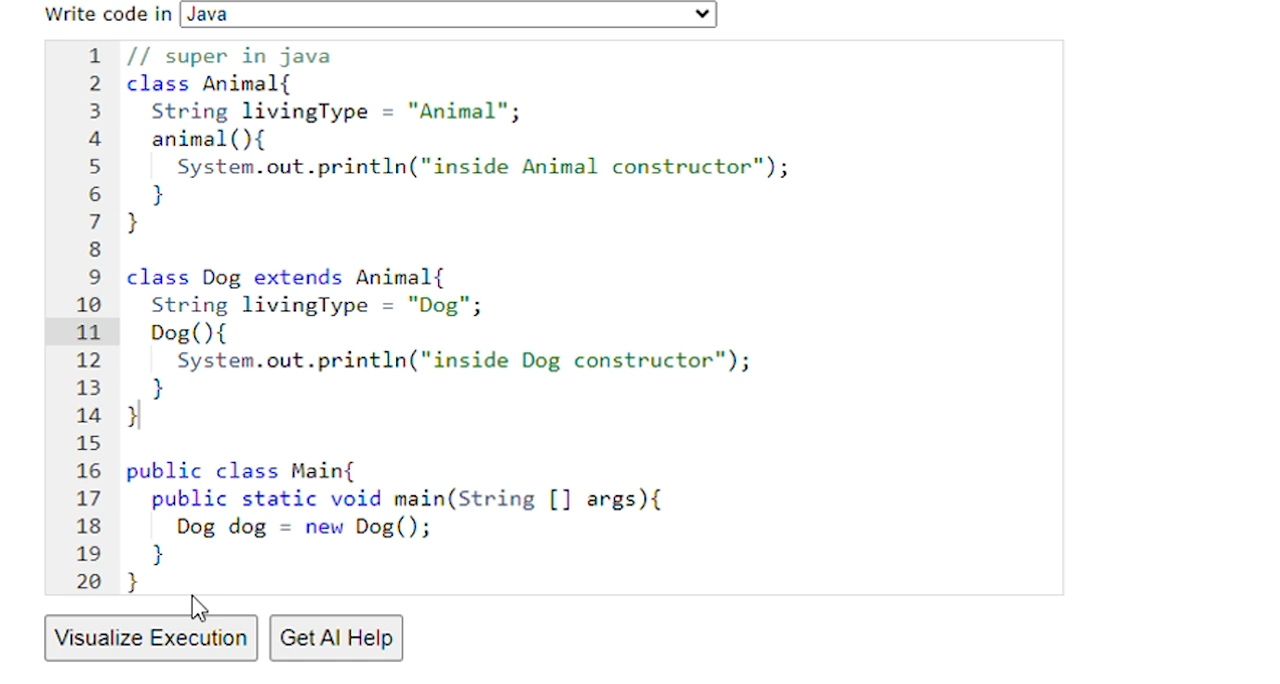 Write code in Java
1 // super in java
2 class Animal{
3 String livingType = "Animal";
4 animal(){
5 System.out.println("inside Animal constructor");
6 }
7 }
8
9 class Dog extends Animal{
10 String livingType = "Dog";
11 Dog(){
12 System.out.println("inside Dog constructor");
13 }
14 }
15
16 public class Main{
17 public static void main(String [] args){
18 Dog dog = new Dog();
19 }
20 }
Visualize Execution Get AI Help